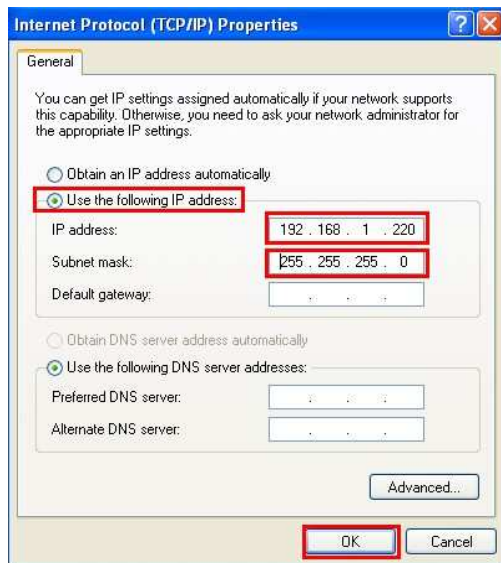 Internet Protocol (TCP/IP) Properties
General
You can get IP settings assigned automatically if your network supports
this capability. Otherwise, you need to ask your network administrator for
the appropriate IP settings.
Obtain an IP address automatically
Use the following IP address:
IP address: 192 . 168 . 1 . 220
Subnet mask: 255 . 255 . 255 . 0
Default gateway: . . .
Obtain DNS server address automatically
Use the following DNS server addresses:
Preferred DNS server: . . .
Alternate DNS server: . . .
Advanced...
OK Cancel